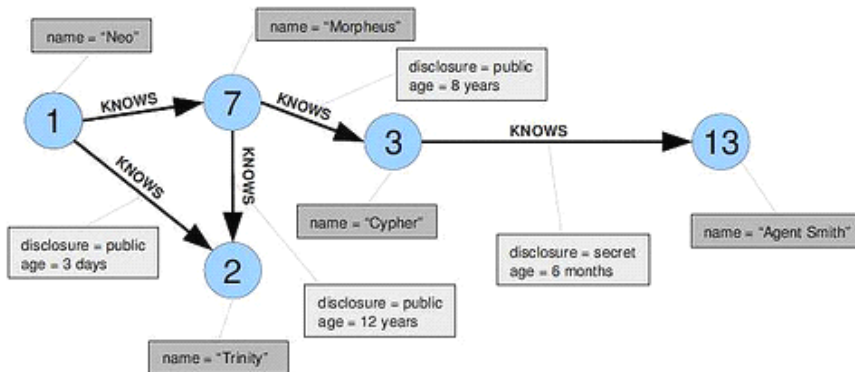 name = “Neo”
name = “Morpheus”
disclosure = public
age = 8 years
1
KNOWS
7
KNOWS
3
KNOWS
13
KNOWS
KNOWS
name = “Cypher”
name = “Agent Smith”
disclosure = public
age = 3 days
2
disclosure = secret
age = 6 months
disclosure = public
age = 12 years
name = “Trinity”